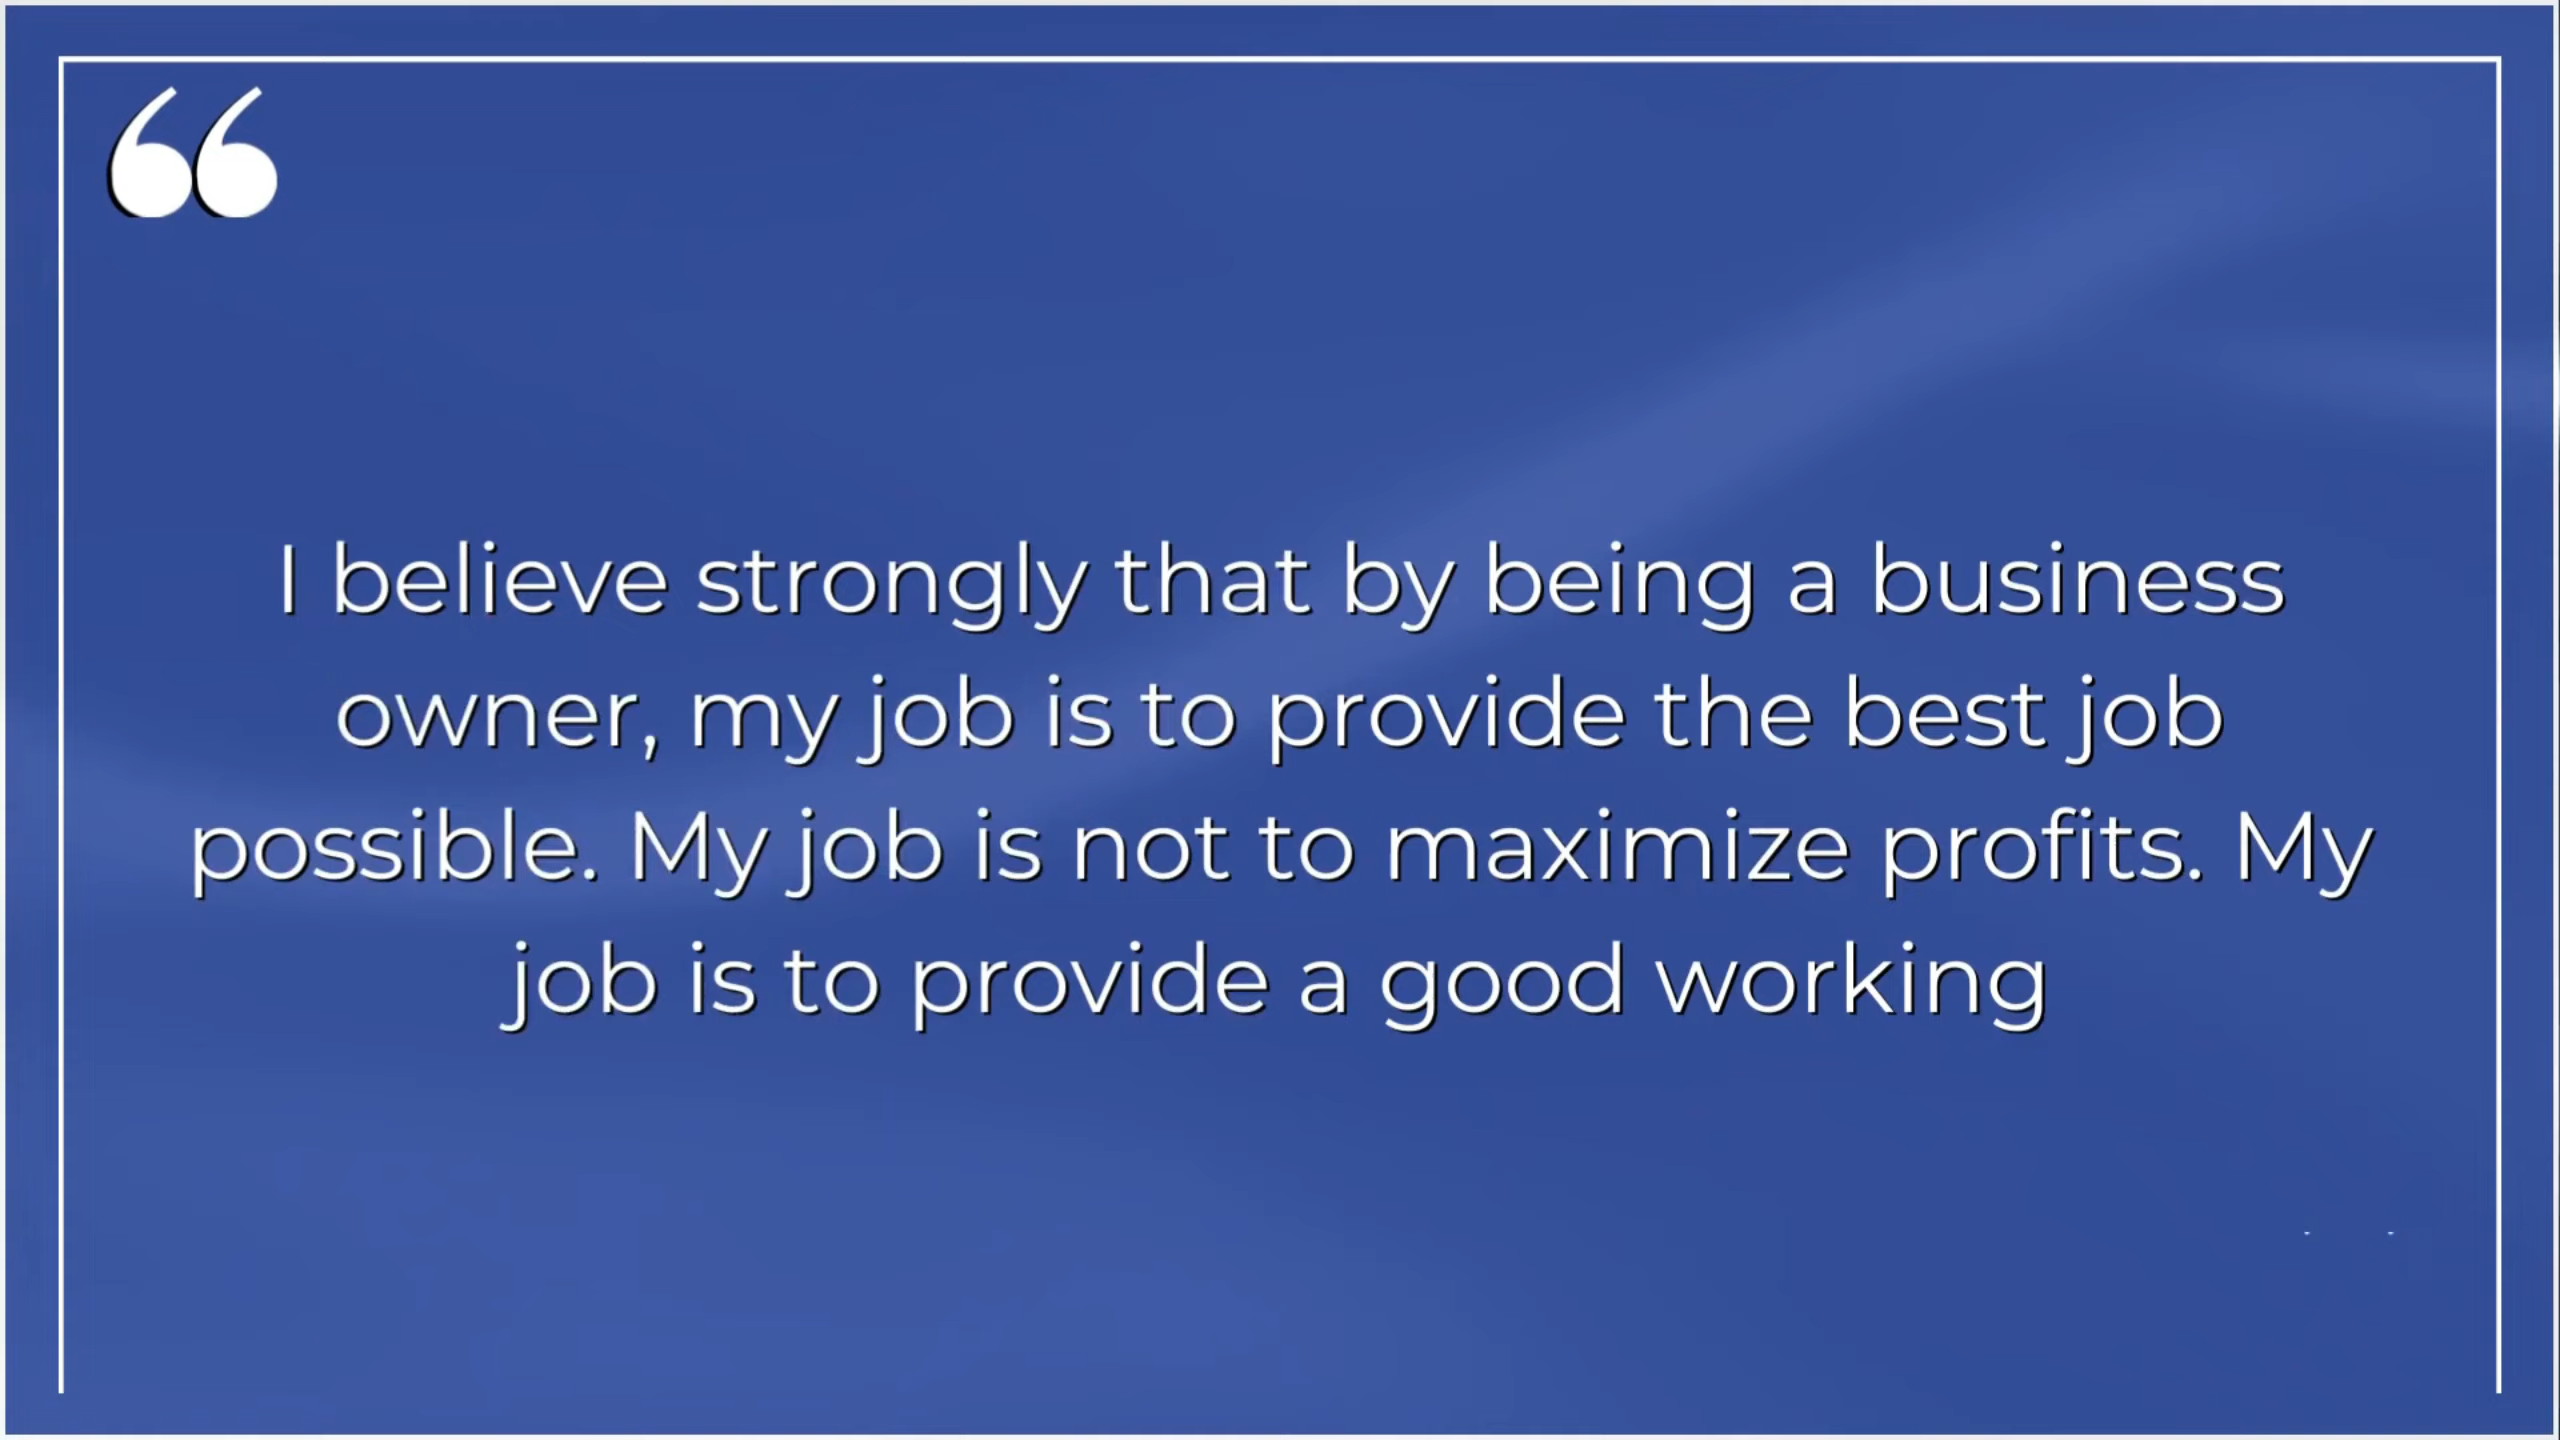 “
I believe strongly that by being a business
owner, my job is to provide the best job
possible. My job is not to maximize profits. My
job is to provide a good working